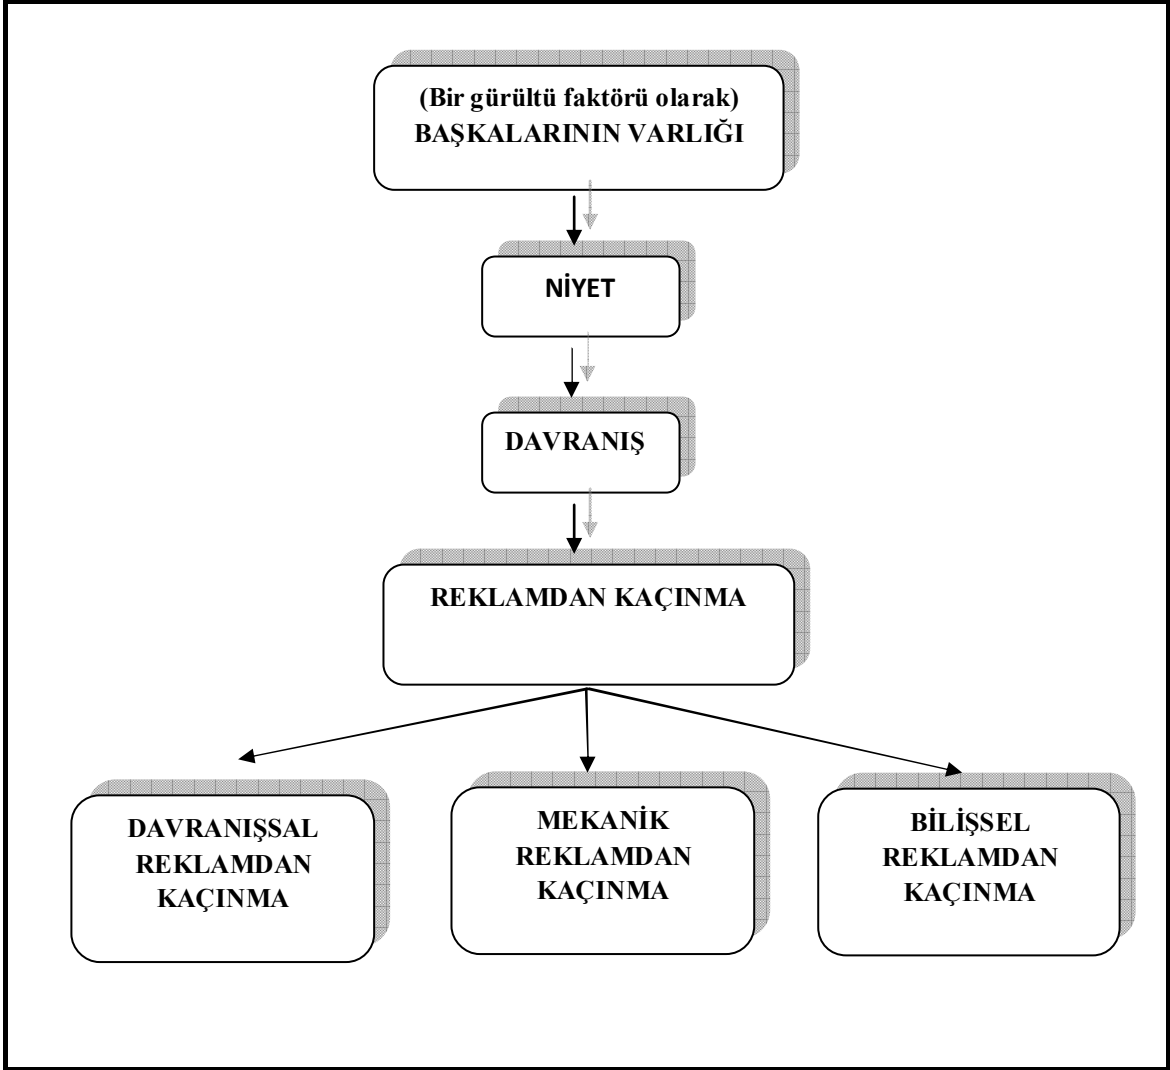 (Bir gürültü faktörü olarak)
BAŞKALARININ VARLIĞI
NİYET
DAVRANIŞ
REKLAMDAN KAÇINMA
DAVRANIŞSAL
REKLAMDAN
KAÇINMA
MEKANİK
REKLAMDAN
KAÇINMA
BİLİŞSEL
REKLAMDAN
KAÇINMA